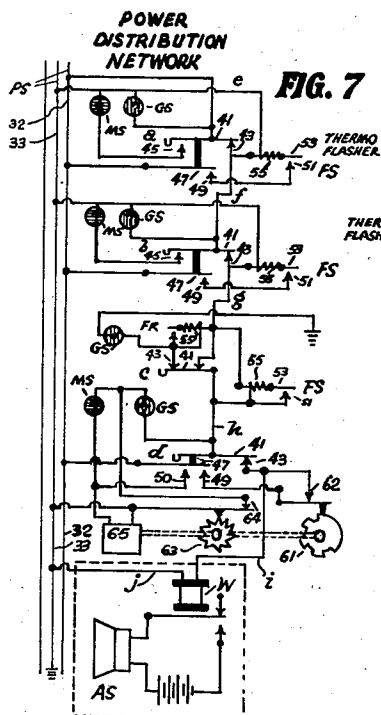 POWER
DISTRIBUTION
NETWORK
FIG. 7
PS
32
33
e
MS
GS
41
43
a
45
47
49
55
53
THERMO
FLASHER
51
FS
f
MS
GS
b
45
41
43
47
49
55
53
THER
FLASH
51
FS
g
GS
FR
55
43
41
c
MS
GS
55
53
51
FS
h
d
47
41
43
50
49
62
64
32
33
65
63
61
j
W
i
AS